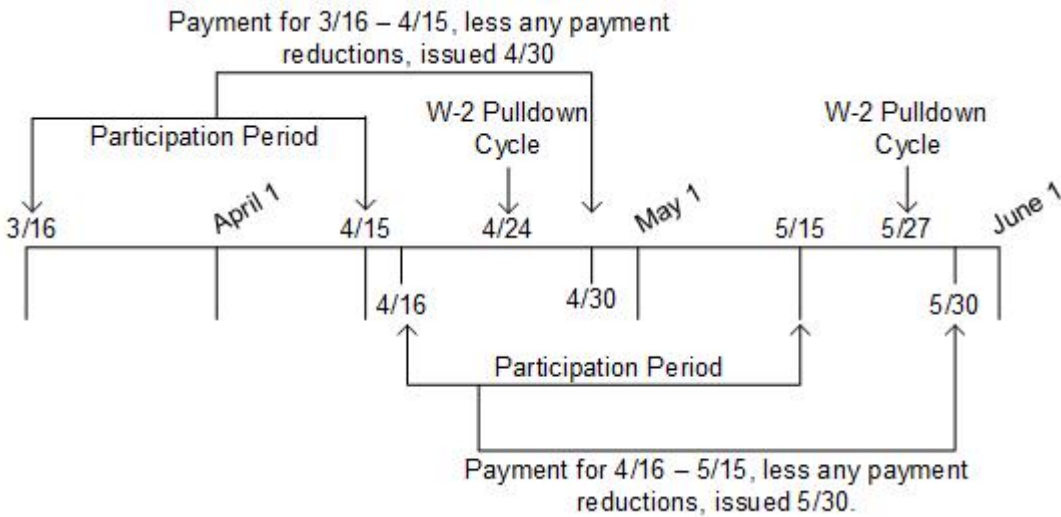 Payment for 3/16 – 4/15, less any payment
reductions, issued 4/30
W-2 Pulldown
Cycle
W-2 Pulldown
Cycle
Participation Period
3/16
April 1
4/15
4/24
May 1
5/15
5/27
June 1
4/16
4/30
5/30
Participation Period
Payment for 4/16 – 5/15, less any payment
reductions, issued 5/30.